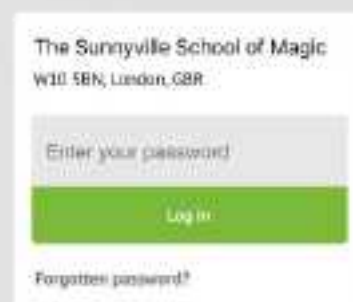 The Sunnyville School of Magic
W10 5BN, London, GBR
Enter your password
Log in
Forgotten password?